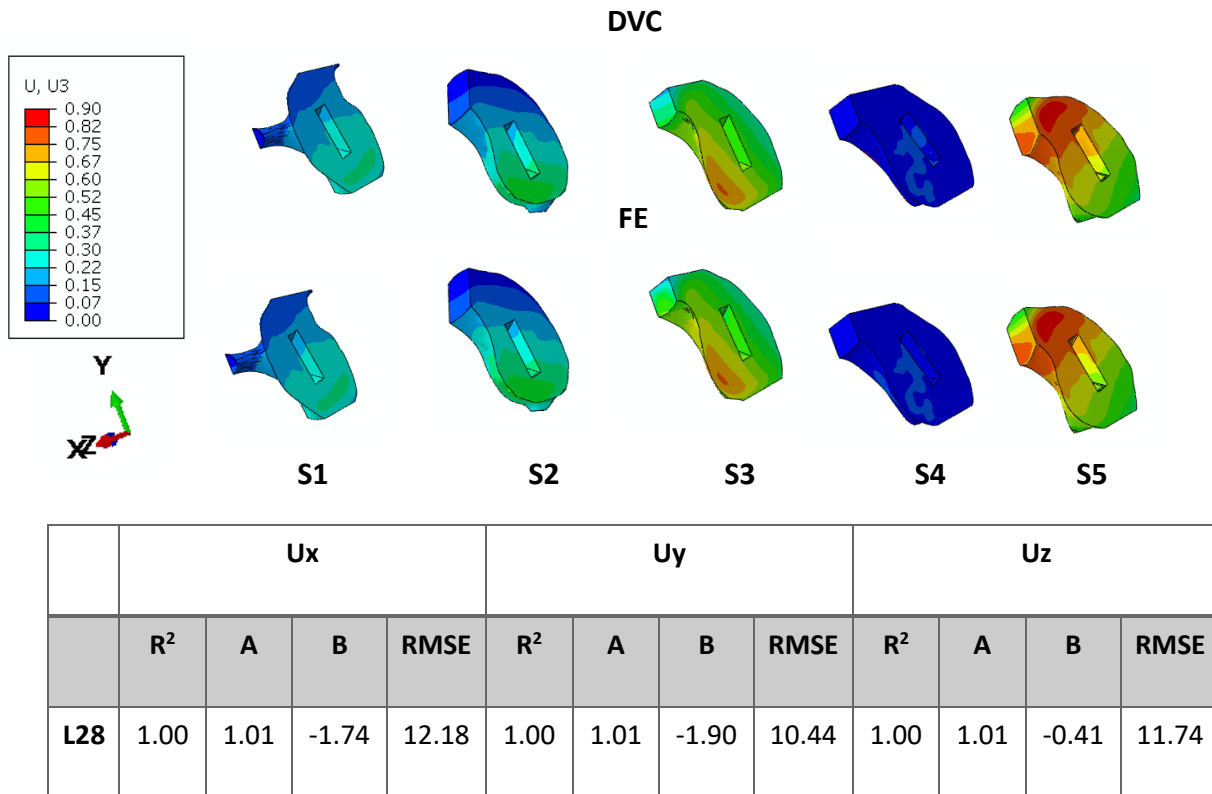 DVC
U, U3
0.90
0.82
0.75
0.67
0.60
0.52
0.45
0.37
0.30
0.22
0.15
0.07
0.00
FE
Y
X Z
S1 S2 S3 S4 S5
Ux Uy Uz
R² A B RMSE R² A B RMSE R² A B RMSE
L28 1.00 1.01 -1.74 12.18 1.00 1.01 -1.90 10.44 1.00 1.01 -0.41 11.74